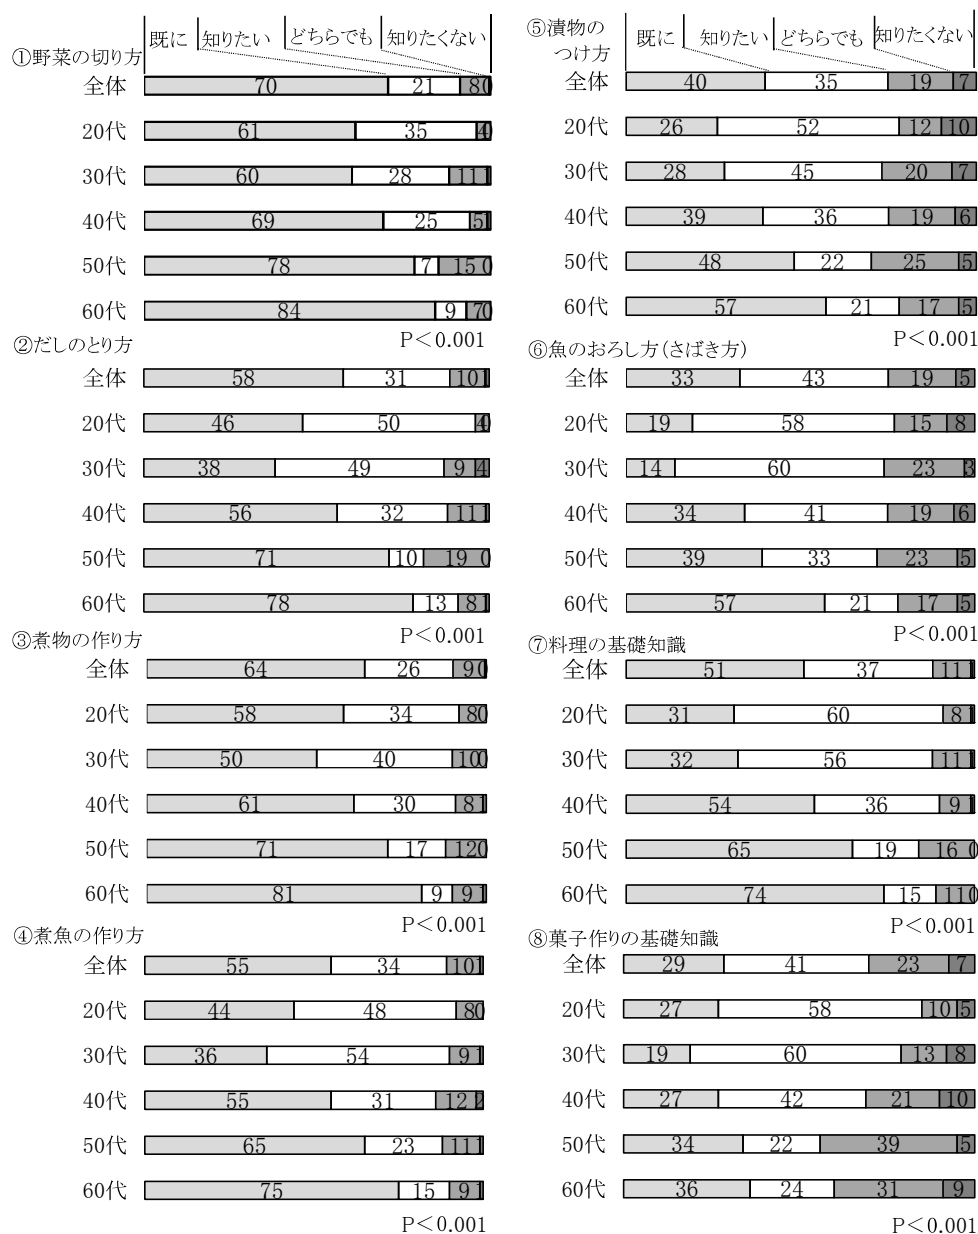 既に 知りたい どちらでも 知りたくない
①野菜の切り方
全体 70 21 8 0
20代 61 35 4 0
30代 60 28 11 1
40代 69 25 5 1
50代 78 7 15 0
60代 84 9 7 0
P<0.001
②だしのとり方
全体 58 31 10 1
20代 46 50 4 0
30代 38 49 9 4
40代 56 32 11 1
50代 71 10 19 0
60代 78 13 8 1
P<0.001
③煮物の作り方
全体 64 26 9 0
20代 58 34 8 0
30代 50 40 10 0
40代 61 30 8 1
50代 71 17 12 0
60代 81 9 9 1
P<0.001
④煮魚の作り方
全体 55 34 10 1
20代 44 48 8 0
30代 36 54 9 1
40代 55 31 12 2
50代 65 23 11 1
60代 75 15 9 1
P<0.001
既に 知りたい どちらでも 知りたくない
⑤漬物の
つけ方
全体 40 35 19 7
20代 26 52 12 10
30代 28 45 20 7
40代 39 36 19 6
50代 48 22 25 5
60代 57 21 17 5
P<0.001
⑥魚のおろし方(さばき方)
全体 33 43 19 5
20代 19 58 15 8
30代 14 60 23 3
40代 34 41 19 6
50代 39 33 23 5
60代 57 21 17 5
P<0.001
⑦料理の基礎知識
全体 51 37 11 1
20代 31 60 8 1
30代 32 56 11 1
40代 54 36 9 1
50代 65 19 16 0
60代 74 15 11 0
P<0.001
⑧菓子作りの基礎知識
全体 29 41 23 7
20代 27 58 10 5
30代 19 60 13 8
40代 27 42 21 10
50代 34 22 39 5
60代 36 24 31 9
P<0.001